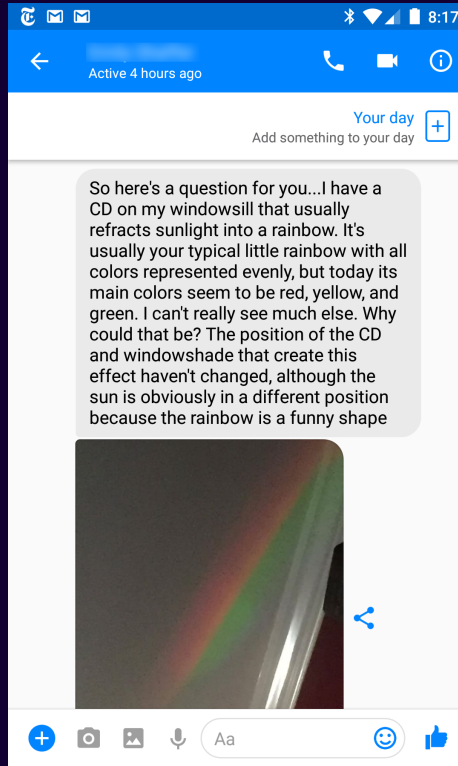 8:17
Active 4 hours ago
Your day
Add something to your day
So here's a question for you...I have a
CD on my windowsill that usually
refracts sunlight into a rainbow. It's
usually your typical little rainbow with all
colors represented evenly, but today its
main colors seem to be red, yellow, and
green. I can't really see much else. Why
could that be? The position of the CD
and windowshade that create this
effect haven't changed, although the
sun is obviously in a different position
because the rainbow is a funny shape
Aa